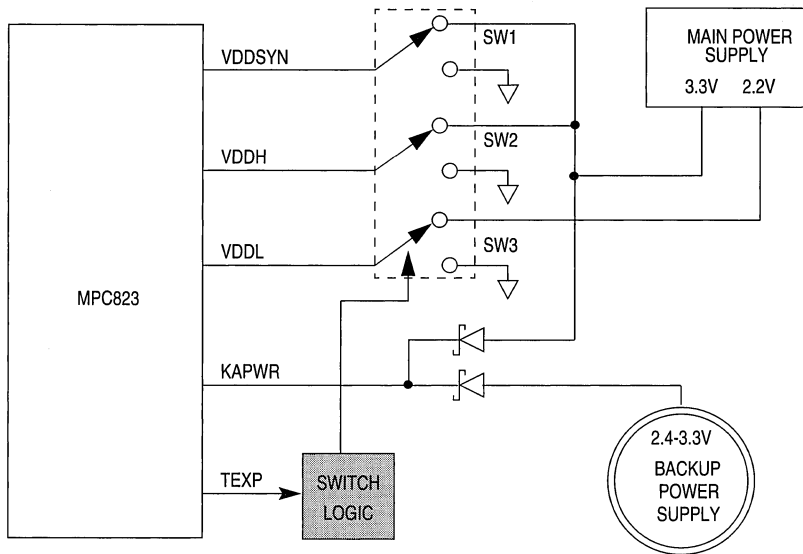 VDDSYN
SW1
MAIN POWER
SUPPLY
3.3V 2.2V
VDDH
SW2
VDDL
SW3
MPC823
KAPWR
2.4-3.3V
BACKUP
POWER
SUPPLY
TEXP
SWITCH
LOGIC